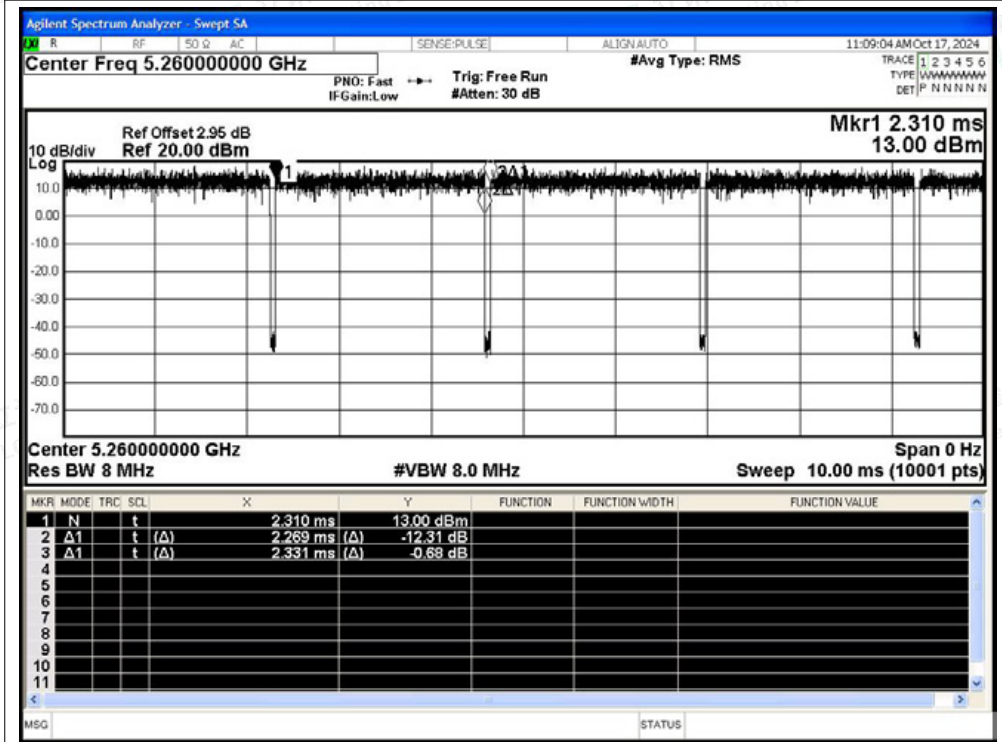 Agilent Spectrum Analyzer - Swept SA
LXI R RF 50 Ω AC SENSE:PULSE ALIGN AUTO 11:09:04 AM Oct 17, 2024
Center Freq 5.260000000 GHz #Avg Type: RMS TRACE 1 2 3 4 5 6
PNO: Fast Trig: Free Run TYPE WWWWWW
IFGain:Low #Atten: 30 dB DET P N N N N N
Mkr1 2.310 ms
Ref Offset 2.95 dB
10 dB/div Ref 20.00 dBm 13.00 dBm
Log
1 3Δ1
10.0 2Δ1
0.00
-10.0
-20.0
-30.0
-40.0
-50.0
-60.0
-70.0
Center 5.260000000 GHz Span 0 Hz
Res BW 8 MHz #VBW 8.0 MHz Sweep 10.00 ms (10001 pts)
MKR MODE TRC SCL X Y FUNCTION FUNCTION WIDTH FUNCTION VALUE
1 N t 2.310 ms 13.00 dBm
2 Δ1 t (Δ) 2.269 ms (Δ) -12.31 dB
3 Δ1 t (Δ) 2.331 ms (Δ) -0.68 dB
4
5
6
7
8
9
10
11
MSG STATUS